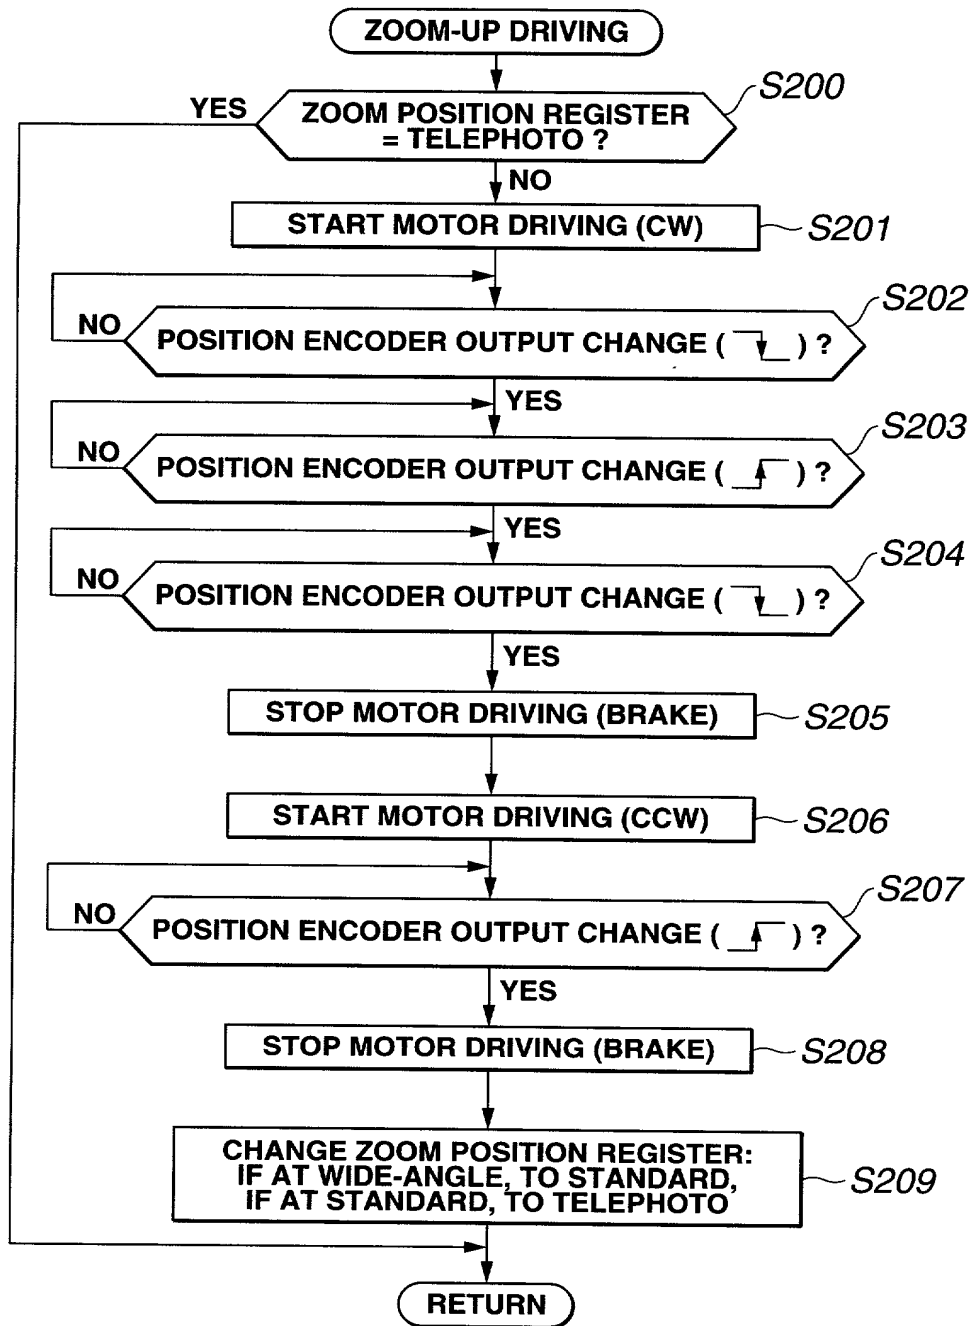 ZOOM-UP DRIVING
S200
YES
ZOOM POSITION REGISTER
= TELEPHOTO ?
NO
START MOTOR DRIVING (CW)
S201
S202
NO
POSITION ENCODER OUTPUT CHANGE ( ) ?
YES
S203
NO
POSITION ENCODER OUTPUT CHANGE ( ) ?
YES
S204
NO
POSITION ENCODER OUTPUT CHANGE ( ) ?
YES
STOP MOTOR DRIVING (BRAKE)
S205
START MOTOR DRIVING (CCW)
S206
S207
NO
POSITION ENCODER OUTPUT CHANGE ( ) ?
YES
STOP MOTOR DRIVING (BRAKE)
S208
CHANGE ZOOM POSITION REGISTER:
IF AT WIDE-ANGLE, TO STANDARD,
IF AT STANDARD, TO TELEPHOTO
S209
RETURN